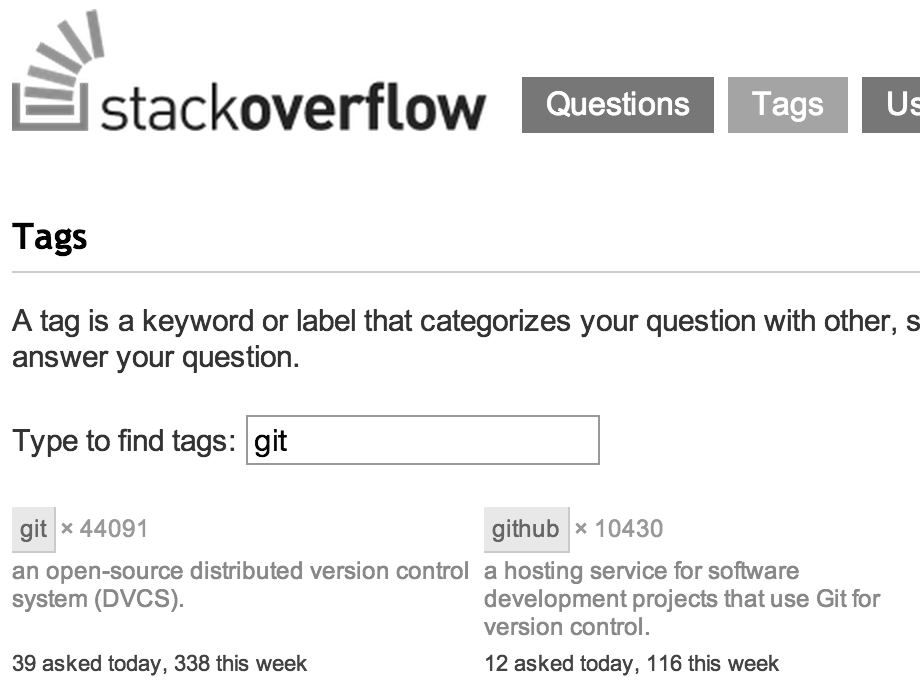 stackoverflow Questions Tags Us
Tags
A tag is a keyword or label that categorizes your question with other, s
answer your question.
Type to find tags: git
git × 44091
an open-source distributed version control
system (DVCS).
39 asked today, 338 this week
github × 10430
a hosting service for software
development projects that use Git for
version control.
12 asked today, 116 this week